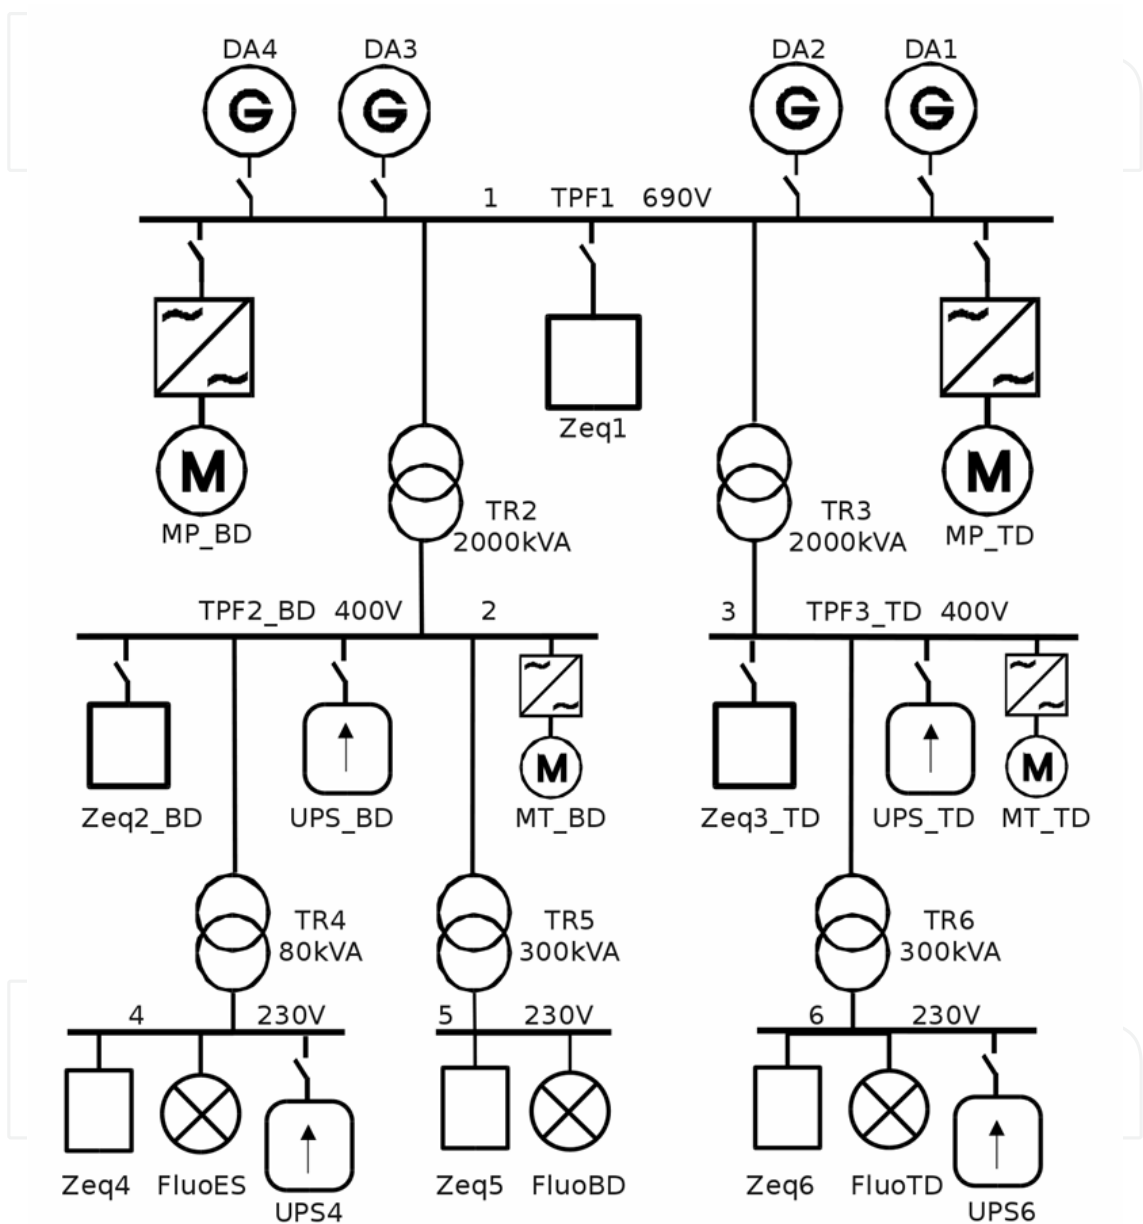 DA4 DA3 DA2 DA1
G G G G
1 TPF1 690V
Zeq1
M M
MP_BD MP_TD
TR2 TR3
2000kVA 2000kVA
TPF2_BD 400V 2 3 TPF3_TD 400V
M M
Zeq2_BD UPS_BD MT_BD Zeq3_TD UPS_TD MT_TD
TR4 TR5 TR6
80kVA 300kVA 300kVA
4 230V 5 230V 6 230V
Zeq4 FluoES Zeq5 FluoBD Zeq6 FluoTD
UPS4 UPS6